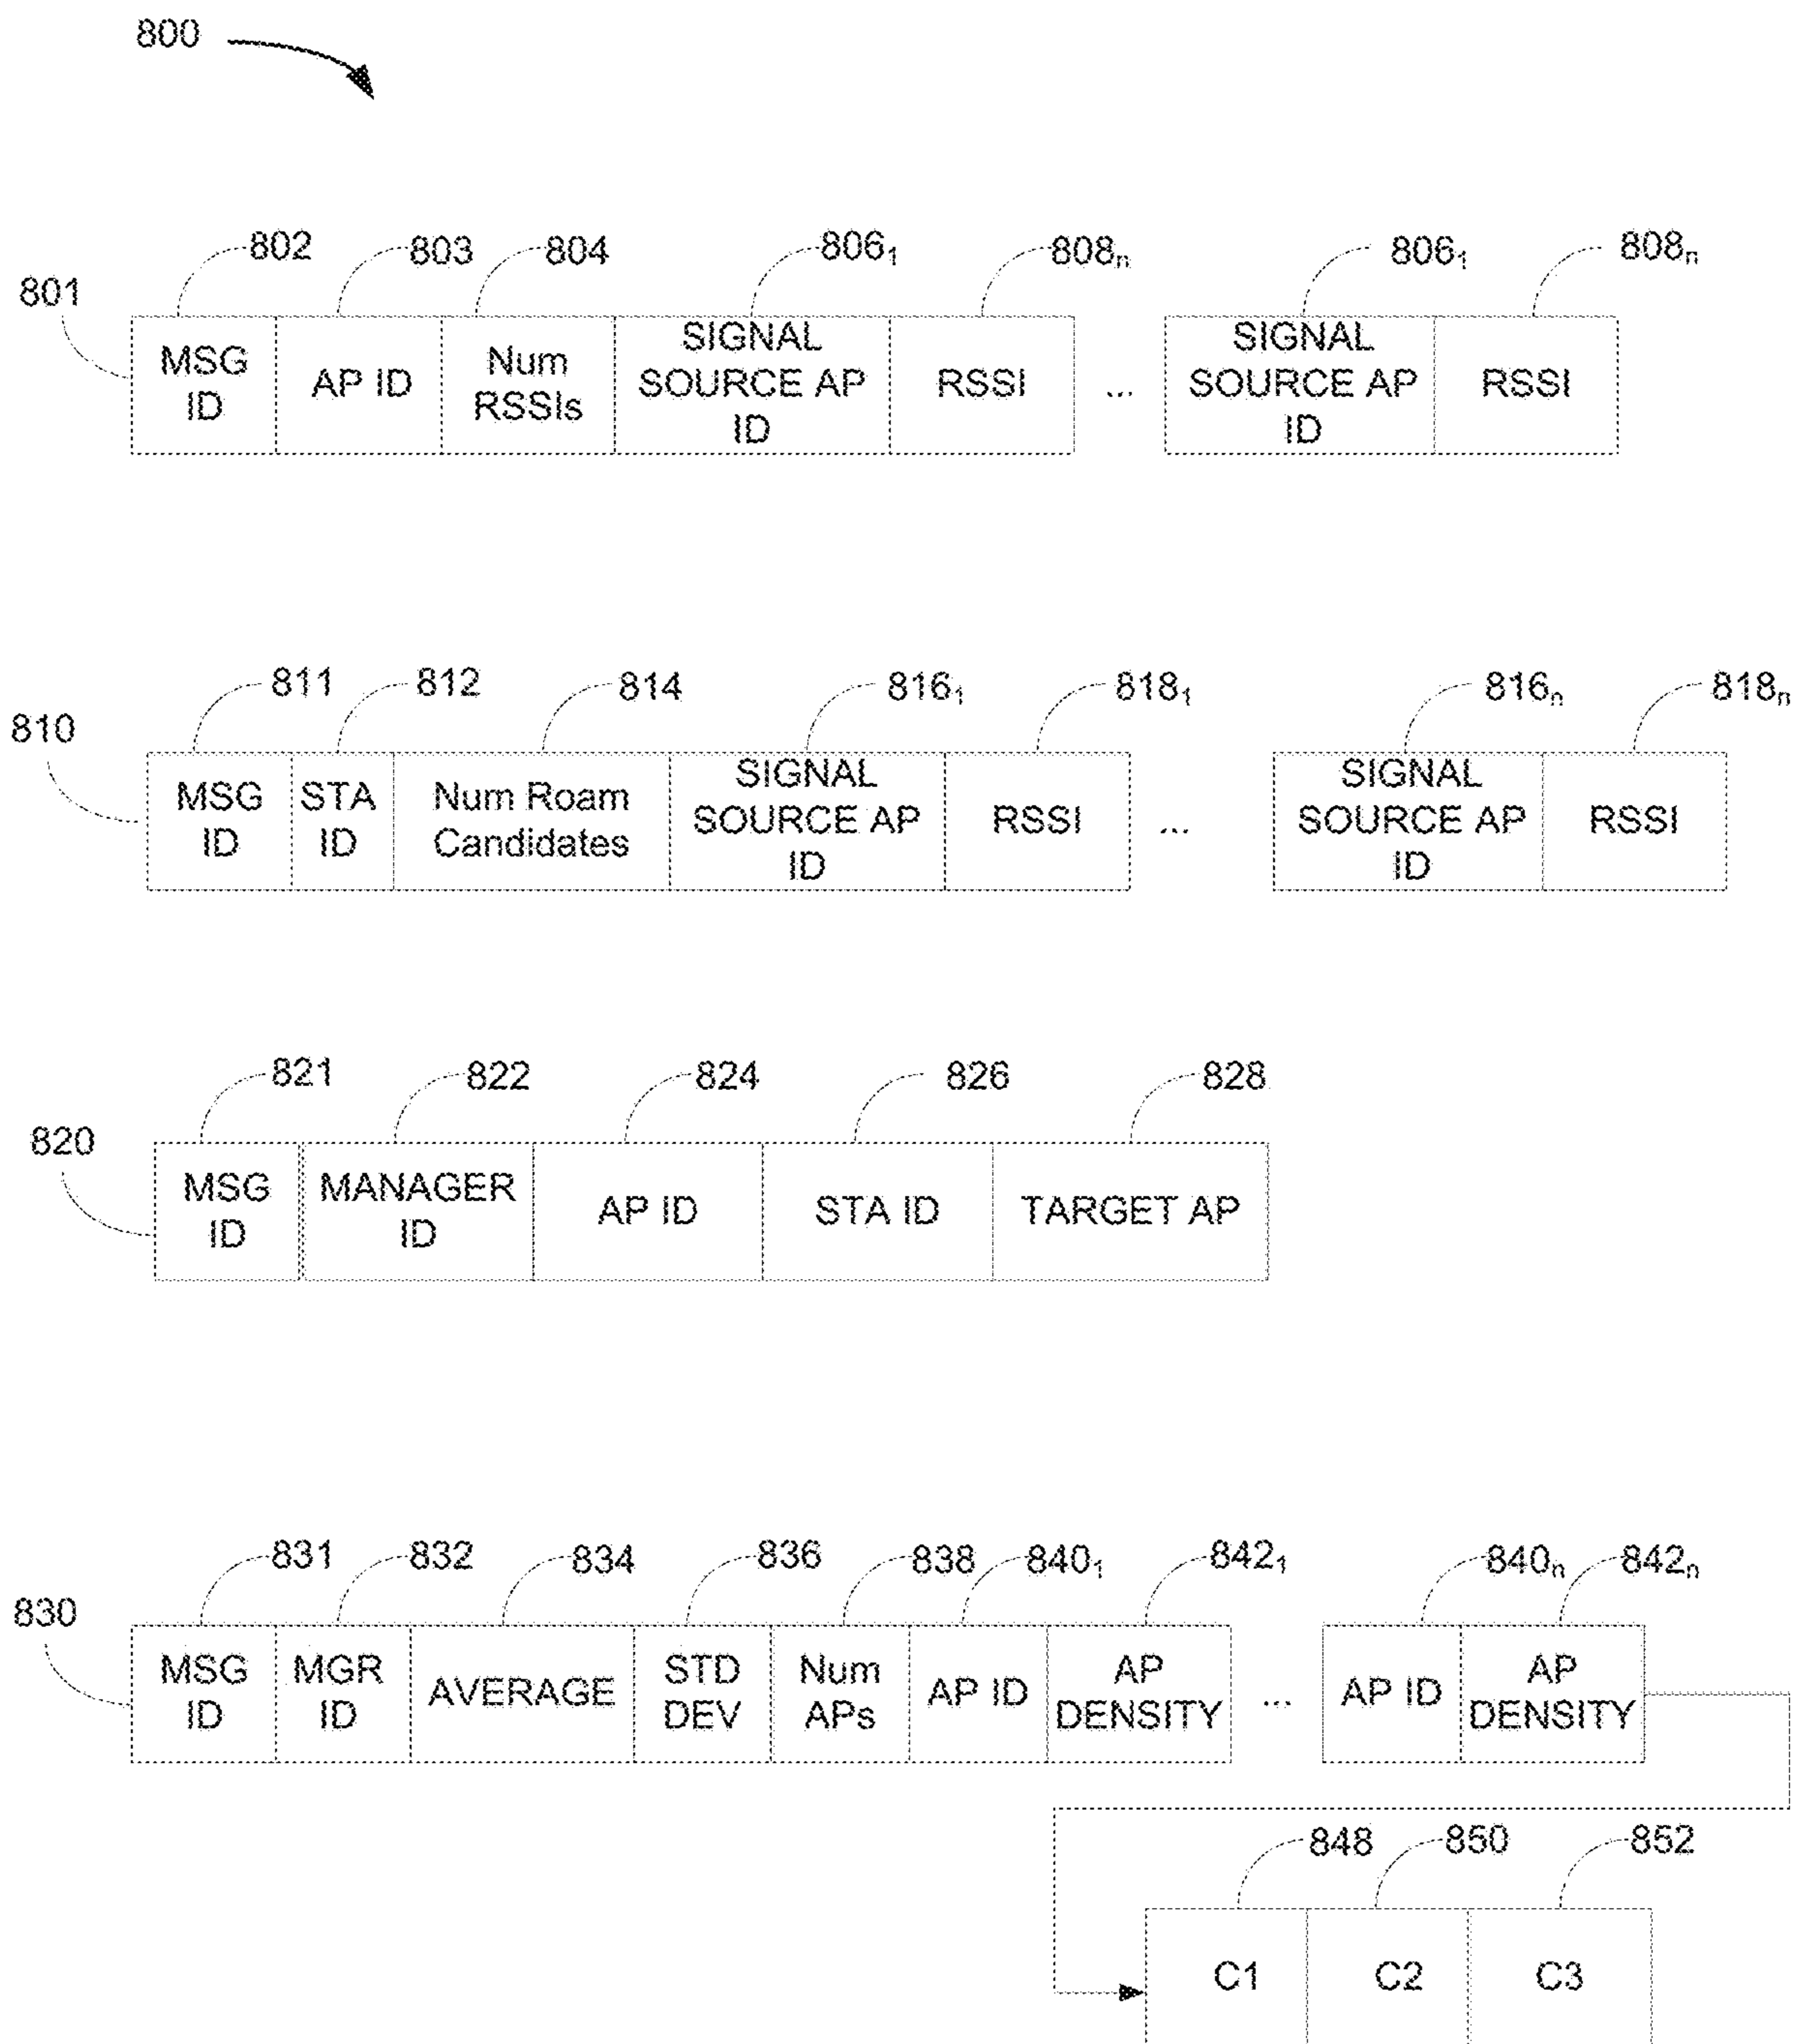 800
802 803 804 806₁ 808ₙ 806₁ 808ₙ
801
MSG ID AP ID Num RSSIs SIGNAL SOURCE AP ID RSSI ... SIGNAL SOURCE AP ID RSSI
811 812 814 816₁ 818₁ 816ₙ 818ₙ
810
MSG ID STA ID Num Roam Candidates SIGNAL SOURCE AP ID RSSI ... SIGNAL SOURCE AP ID RSSI
821 822 824 826 828
820
MSG ID MANAGER ID AP ID STA ID TARGET AP
831 832 834 836 838 840₁ 842₁ 840ₙ 842ₙ
830
MSG ID MGR ID AVERAGE STD DEV Num APs AP ID AP DENSITY ... AP ID AP DENSITY
848 850 852
C1 C2 C3